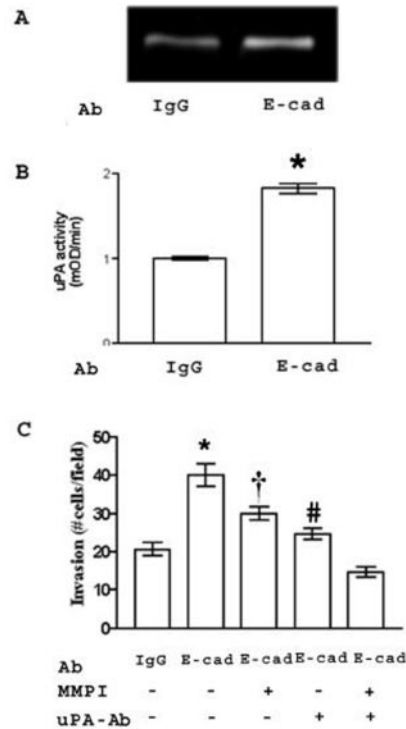 A
Ab IgG E-cad
B
uPA activity
(mOD/min)
2
1
0
*
Ab IgG E-cad
C
Invasion (#cells/field)
50
40
30
20
10
0
* † #
Ab IgG E-cad E-cad E-cad E-cad
MMPI - - + - +
uPA-Ab - - - + +